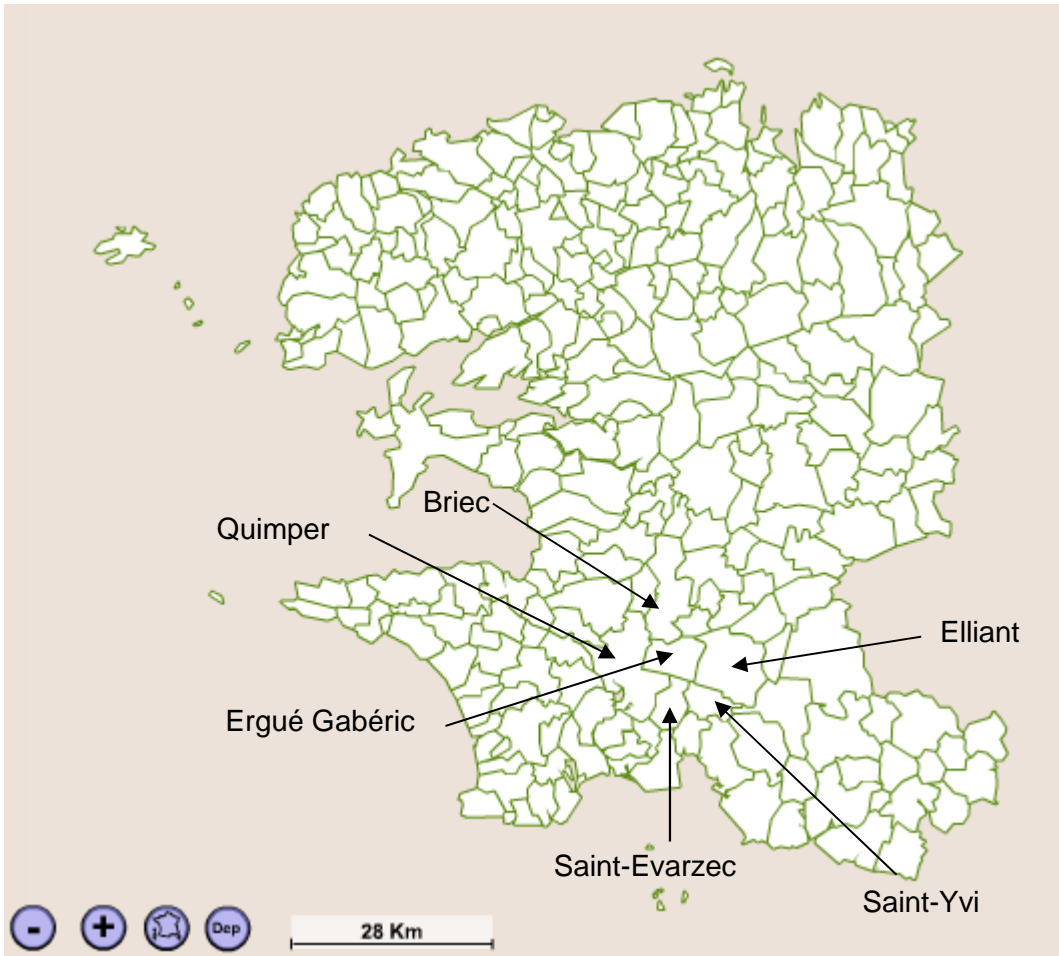 Briec
Quimper
Elliant
Ergué Gabéric
Saint-Evarzec
Saint-Yvi
- + Dep 28 Km